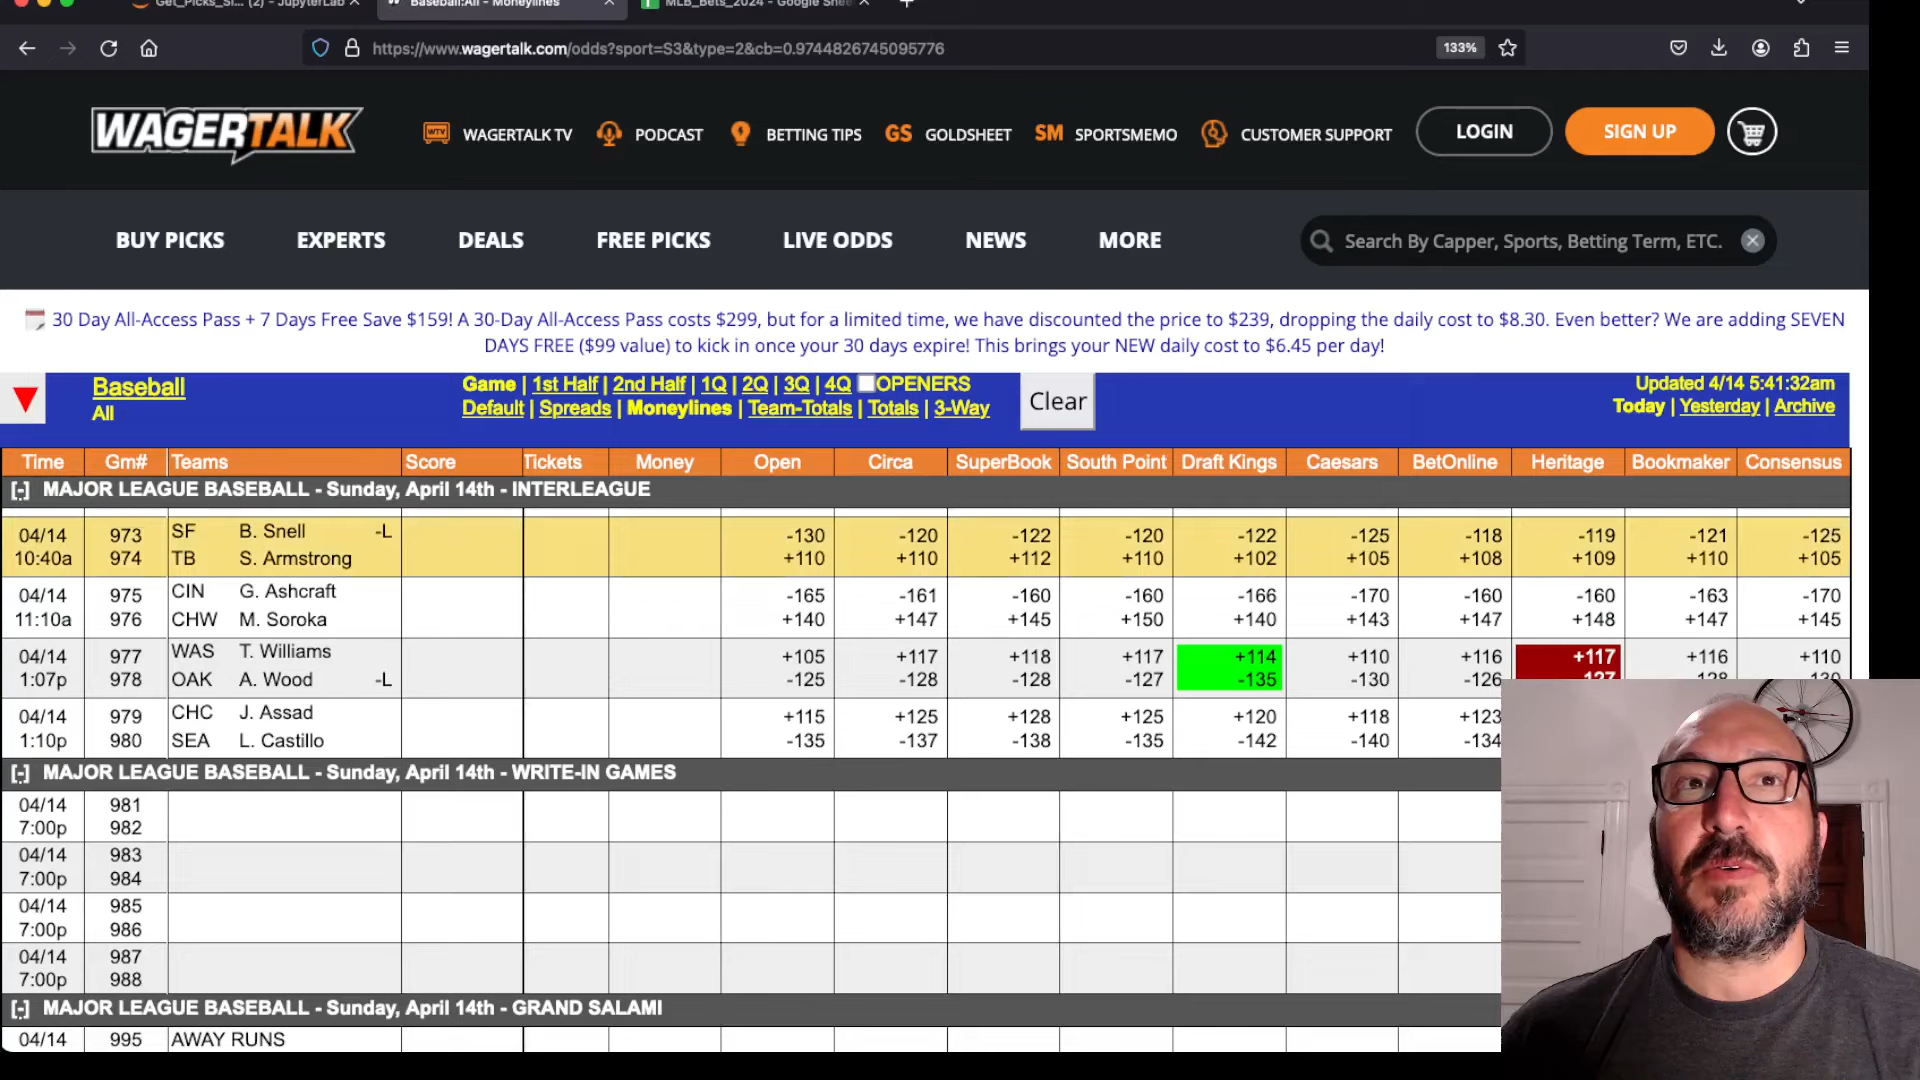 Get_Picks_Si... (2) - JupyterLab
Baseball:All - Moneylines
MLB_Bets_2024 - Google Shee
https://www.wagertalk.com/odds?sport=S3&type=2&cb=0.9744826745095776
133%
WAGERTALK
WTV WAGERTALK TV
PODCAST
BETTING TIPS
GS GOLDSHEET
SM SPORTSMEMO
CUSTOMER SUPPORT
LOGIN
SIGN UP
BUY PICKS EXPERTS DEALS FREE PICKS LIVE ODDS NEWS MORE
Search By Capper, Sports, Betting Term, ETC.
30 Day All-Access Pass + 7 Days Free Save $159! A 30-Day All-Access Pass costs $299, but for a limited time, we have discounted the price to $239, dropping the daily cost to $8.30. Even better? We are adding SEVEN
DAYS FREE ($99 value) to kick in once your 30 days expire! This brings your NEW daily cost to $6.45 per day!
Baseball
All
Game | 1st Half | 2nd Half | 1Q | 2Q | 3Q | 4Q OPENERS
Default | Spreads | Moneylines | Team-Totals | Totals | 3-Way
Clear
Updated 4/14 5:41:32am
Today | Yesterday | Archive
Time Gm# Teams Score Tickets Money Open Circa SuperBook South Point Draft Kings Caesars BetOnline Heritage Bookmaker Consensus
[-] MAJOR LEAGUE BASEBALL - Sunday, April 14th - INTERLEAGUE
04/14 973 SF B. Snell -L -130 -120 -122 -120 -122 -125 -118 -119 -121 -125
10:40a 974 TB S. Armstrong +110 +110 +112 +110 +102 +105 +108 +109 +110 +105
04/14 975 CIN G. Ashcraft -165 -161 -160 -160 -166 -170 -160 -160 -163 -170
11:10a 976 CHW M. Soroka +140 +147 +145 +150 +140 +143 +147 +148 +147 +145
04/14 977 WAS T. Williams +105 +117 +118 +117 +114 +110 +116 +117 +116 +110
1:07p 978 OAK A. Wood -L -125 -128 -128 -127 -135 -130 -126
04/14 979 CHC J. Assad +115 +125 +128 +125 +120 +118 +123
1:10p 980 SEA L. Castillo -135 -137 -138 -135 -142 -140 -134
[-] MAJOR LEAGUE BASEBALL - Sunday, April 14th - WRITE-IN GAMES
04/14 981
7:00p 982
04/14 983
7:00p 984
04/14 985
7:00p 986
04/14 987
7:00p 988
[-] MAJOR LEAGUE BASEBALL - Sunday, April 14th - GRAND SALAMI
04/14 995 AWAY RUNS